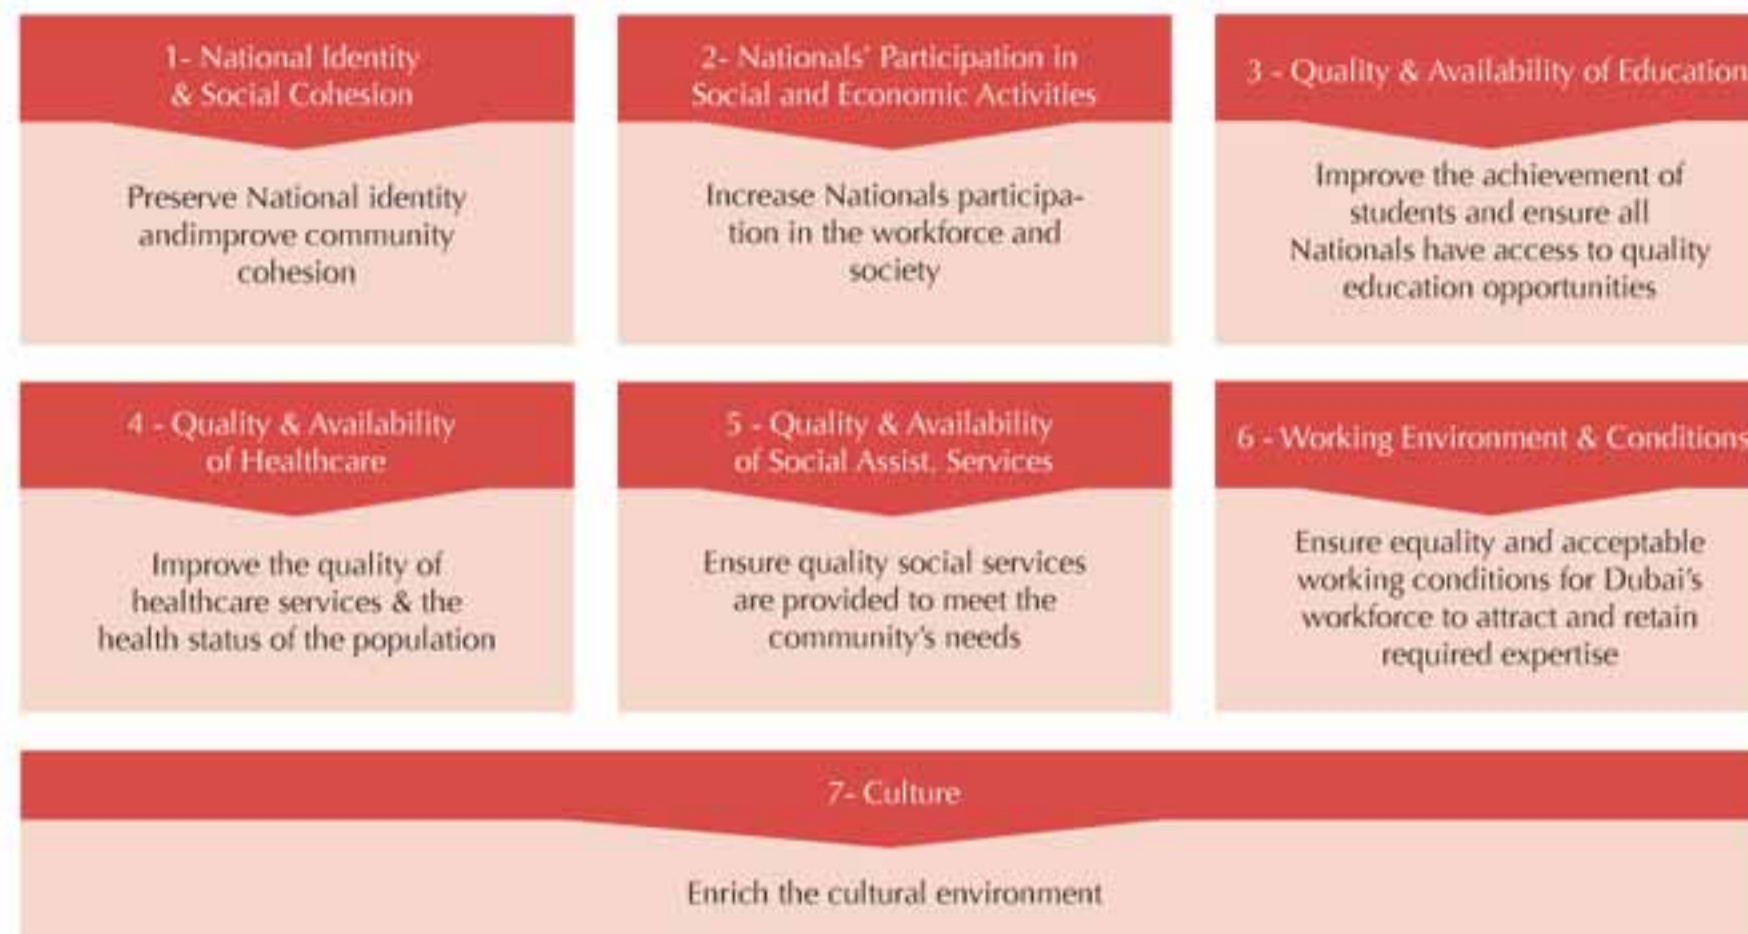 1- National Identity
& Social Cohesion
Preserve National identity
andimprove community
cohesion
2- Nationals' Participation in
Social and Economic Activities
Increase Nationals participa-
tion in the workforce and
society
3 - Quality & Availability of Education
Improve the achievement of
students and ensure all
Nationals have access to quality
education opportunities
4 - Quality & Availability
of Healthcare
Improve the quality of
healthcare services & the
health status of the population
5 - Quality & Availability
of Social Assist. Services
Ensure quality social services
are provided to meet the
community's needs
6 - Working Environment & Conditions
Ensure equality and acceptable
working conditions for Dubai's
workforce to attract and retain
required expertise
7- Culture
Enrich the cultural environment